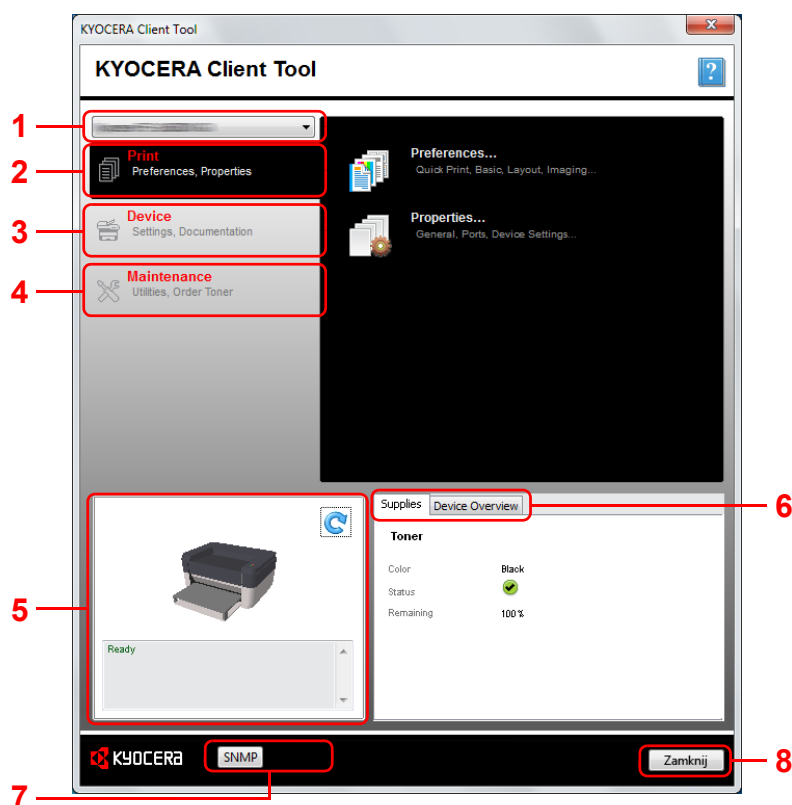 KYOCERA Client Tool
KYOCERA Client Tool
?
1
2
Print
Preferences, Properties
3
Device
Settings, Documentation
4
Maintenance
Utilities, Order Toner
Preferences...
Quick Print, Basic, Layout, Imaging...
Properties...
General, Ports, Device Settings...
5
Ready
Supplies
Device Overview
6
Toner
Color Black
Status
Remaining 100 %
KYOCERA
SNMP
7
Zamknij
8